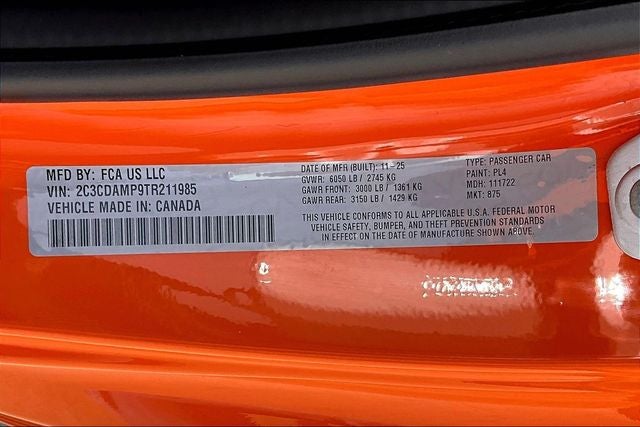 MFD BY: FCA US LLC
VIN: 2C3CDAMP9TR211985
VEHICLE MADE IN: CANADA
DATE OF MFR (BUILT): 11-25
GVWR: 6050 LB / 2745 KG
GAWR FRONT: 3000 LB / 1361 KG
GAWR REAR: 3150 LB / 1429 KG
TYPE: PASSENGER CAR
PAINT: PL4
MDH: 111722
MKT: 875
THIS VEHICLE CONFORMS TO ALL APPLICABLE U.S.A. FEDERAL MOTOR
VEHICLE SAFETY, BUMPER, AND THEFT PREVENTION STANDARDS
IN EFFECT ON THE DATE OF MANUFACTURE SHOWN ABOVE.